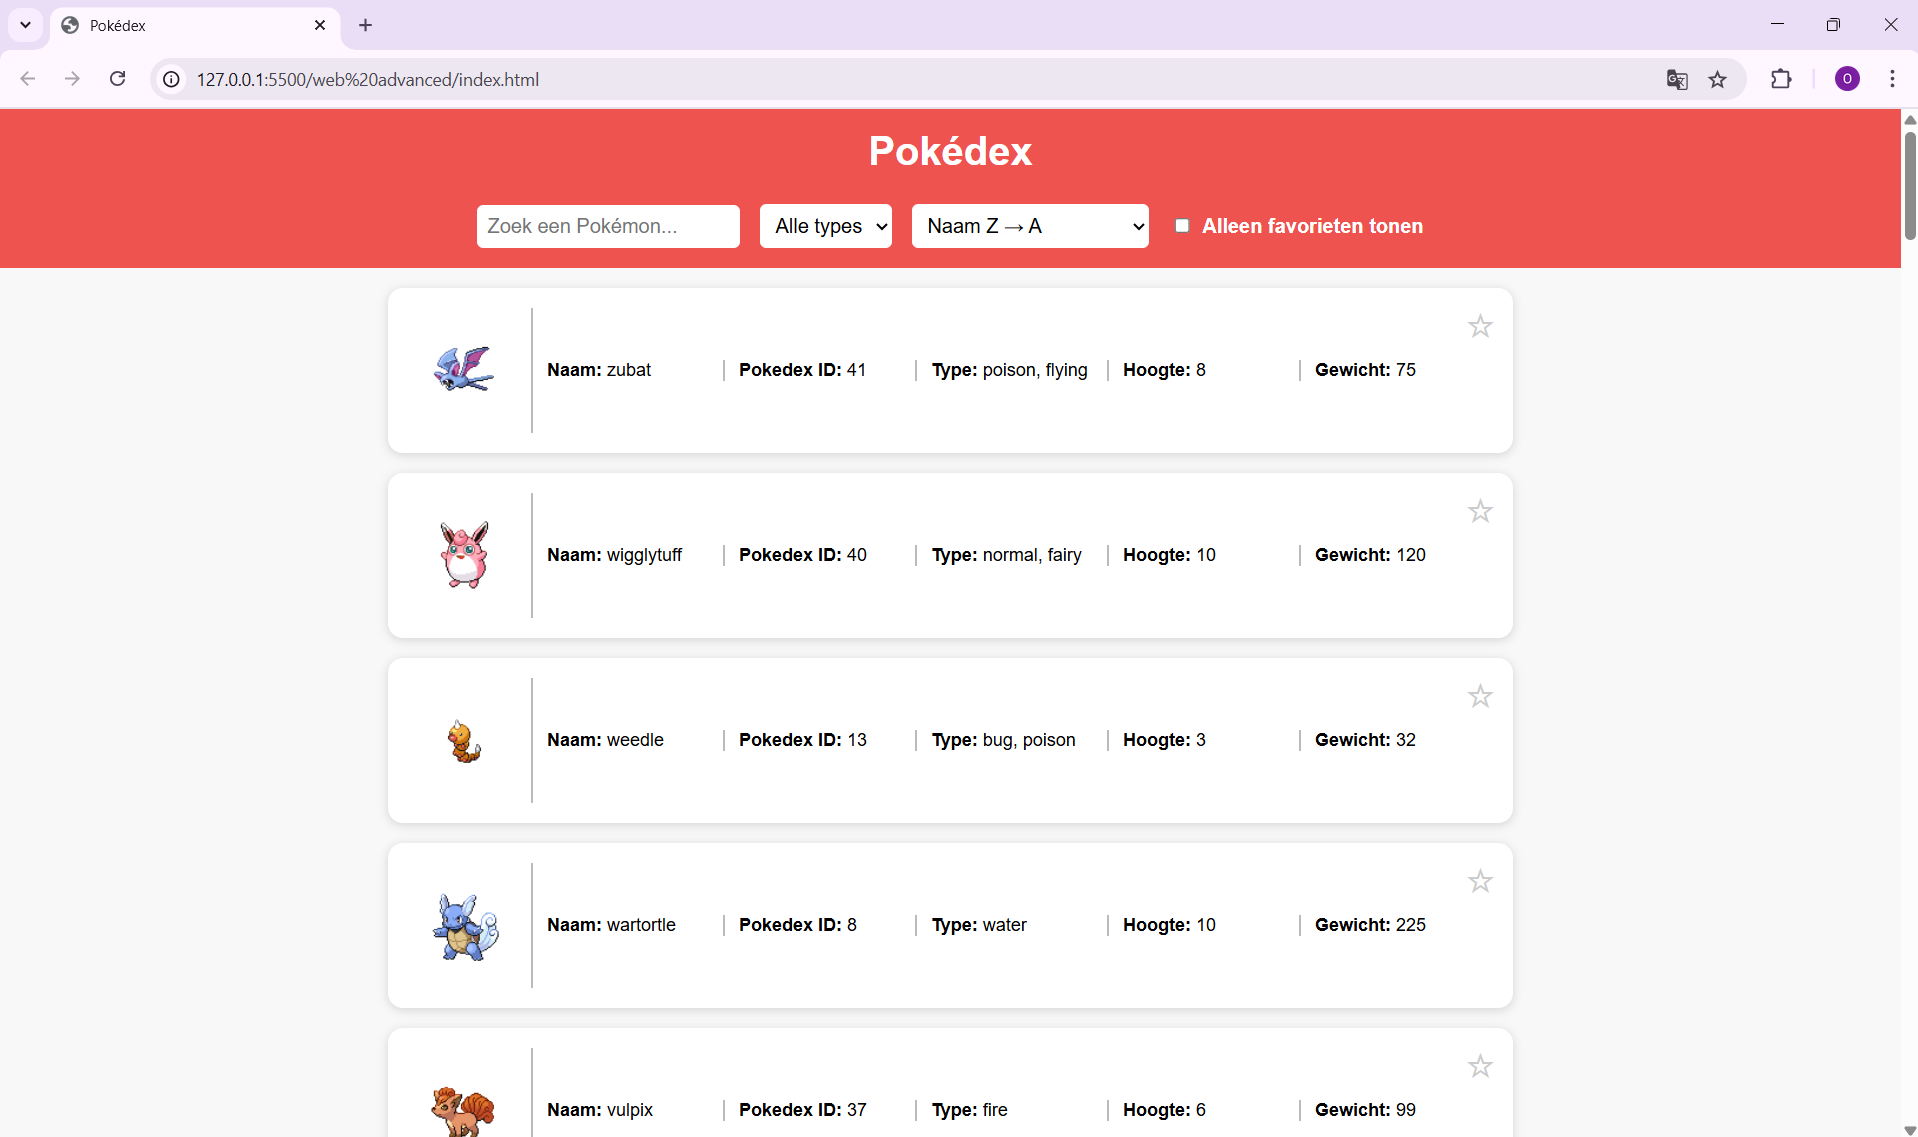 Pokédex
127.0.0.1:5500/web%20advanced/index.html
O
Pokédex
Zoek een Pokémon... Alle types Naam Z → A Alleen favorieten tonen
Naam: zubat Pokedex ID: 41 Type: poison, flying Hoogte: 8 Gewicht: 75
Naam: wigglytuff Pokedex ID: 40 Type: normal, fairy Hoogte: 10 Gewicht: 120
Naam: weedle Pokedex ID: 13 Type: bug, poison Hoogte: 3 Gewicht: 32
Naam: wartortle Pokedex ID: 8 Type: water Hoogte: 10 Gewicht: 225
Naam: vulpix Pokedex ID: 37 Type: fire Hoogte: 6 Gewicht: 99